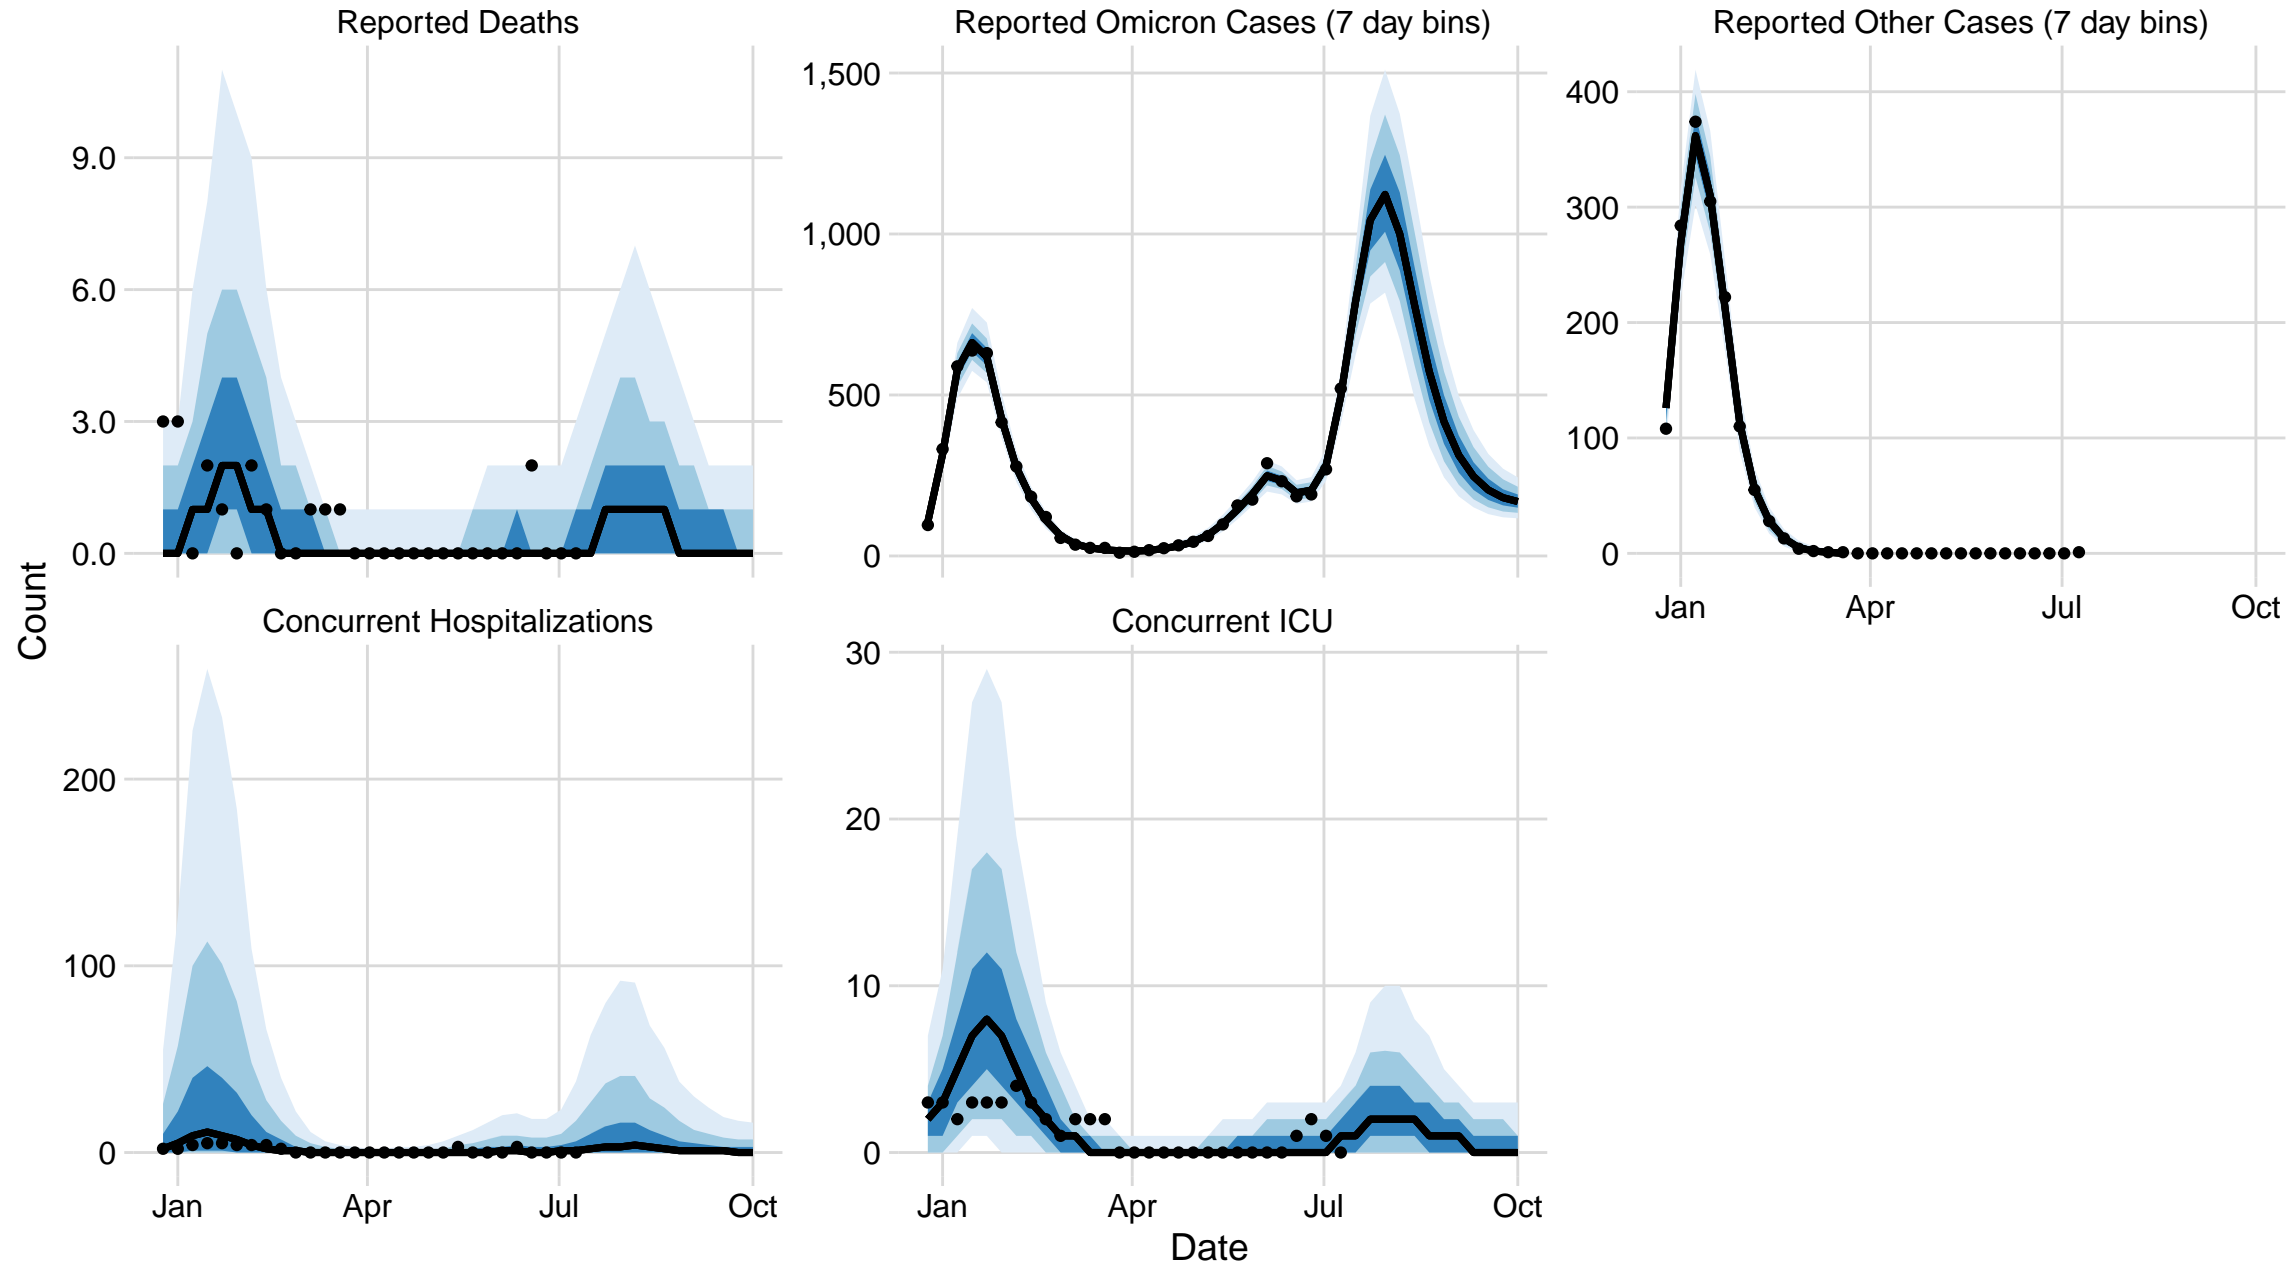 Reported Deaths
Reported Omicron Cases (7 day bins)
Reported Other Cases (7 day bins)
9.0
6.0
3.0
0.0
1,500
1,000
500
0
400
300
200
100
0
Jan Apr Jul Oct
Count
Concurrent Hospitalizations
Concurrent ICU
200
100
0
Jan Apr Jul Oct
30
20
10
0
Jan Apr Jul Oct
Date